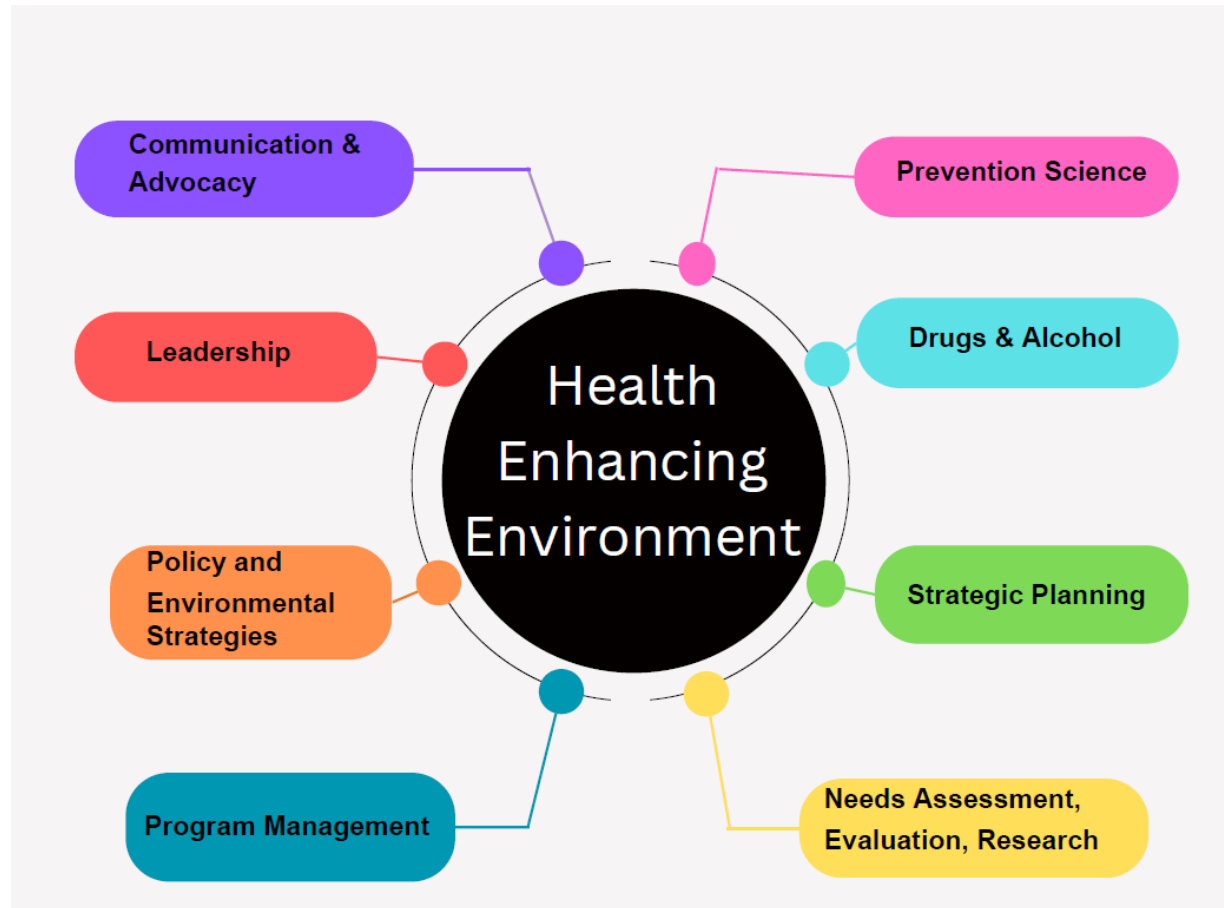 Communication &
Advocacy
Prevention Science
Leadership
Drugs & Alcohol
Health
Enhancing
Environment
Policy and
Environmental
Strategies
Strategic Planning
Program Management
Needs Assessment,
Evaluation, Research